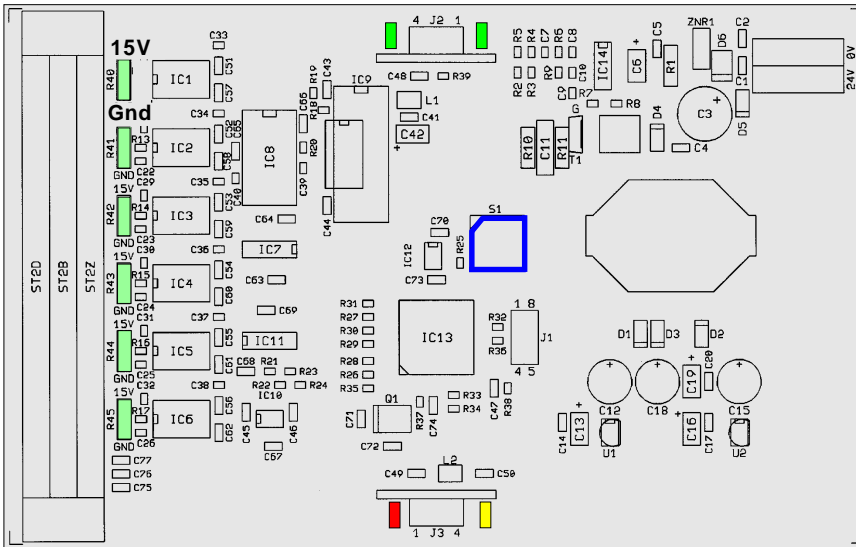 4 J2 1
ZNR1
C5
C2
C33
15V
R5 R4 C7 R6 C8
IC14
C6
R1
D6
C1
24V 0V
R40
IC1
C51
C57
R19
C43
IC9
C48
R39
R2 R3 R9 C10
C9
R7
R8
C3
D5
Gnd
C34
C66
R18
L1
C41
C42
G
D4
C4
R41
R13
IC2
C52
C65
C58
IC8
R20
R10 C11 R11
T1
C22
GND
15V
C29
C35
C40
C39
R42
R14
IC3
C53
C59
C64
C44
C70
S1
C23
GND
15V
C30
C36
IC7
IC12
R25
ST2D
ST2B
ST2Z
R43
R15
IC4
C54
C60
C63
C73
C24
GND
15V
C31
C37
C69
R31
R27
R30
R29
R28
R26
R35
IC13
R32
R36
1 8
J1
4 5
R44
R16
IC5
C55
C61
IC11
C68 R21
R23
D1
D3
D2
C20
C25
GND
15V
C32
C38
R22
R24
IC10
R33
R34
C47
R38
C12
C18
C19
C15
R45
R17
IC6
C56
C62
C45
C46
C71
Q1
R37
C74
C14
C13
U1
C16
C17
U2
C26
GND
C77
C76
C75
C67
C72
C49
L2
C50
1 J3 4